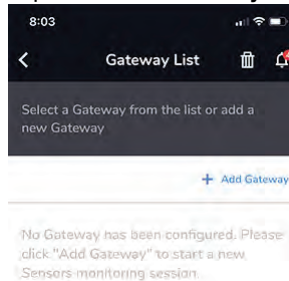 8:03
Gateway List
Select a Gateway from the list or add a
new Gateway
+ Add Gateway
No Gateway has been configured. Please
click "Add Gateway" to start a new
Sensors monitoring session